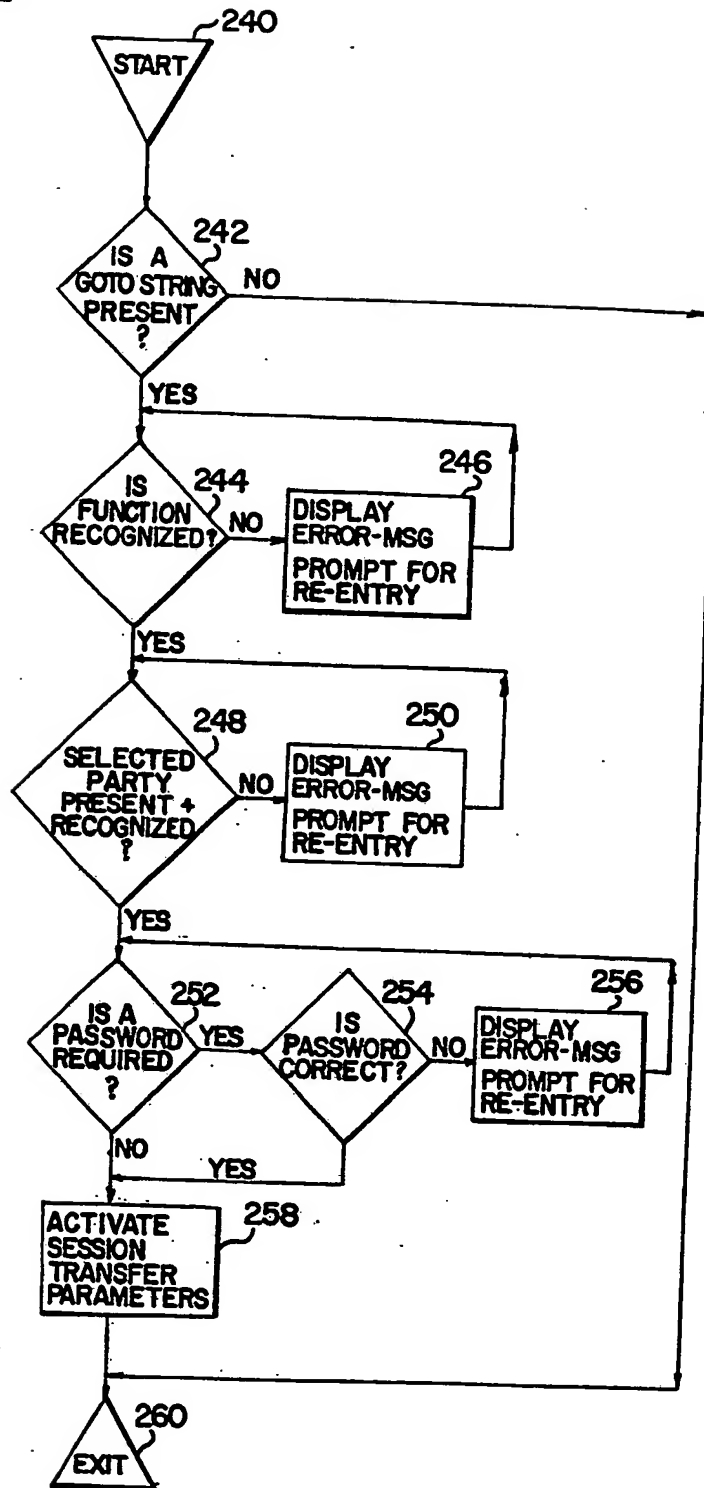 240
START
242
IS A
GOTO STRING
PRESENT
?
NO
YES
IS
FUNCTION
RECOGNIZED?
244
NO
246
DISPLAY
ERROR-MSG
PROMPT FOR
RE-ENTRY
YES
248
SELECTED
PARTY
PRESENT +
RECOGNIZED
?
NO
250
DISPLAY
ERROR-MSG
PROMPT FOR
RE-ENTRY
YES
252
IS A
PASSWORD
REQUIRED
?
YES
254
IS
PASSWORD
CORRECT?
NO
256
DISPLAY
ERROR-MSG
PROMPT FOR
RE-ENTRY
NO
YES
258
ACTIVATE
SESSION
TRANSFER
PARAMETERS
260
EXIT